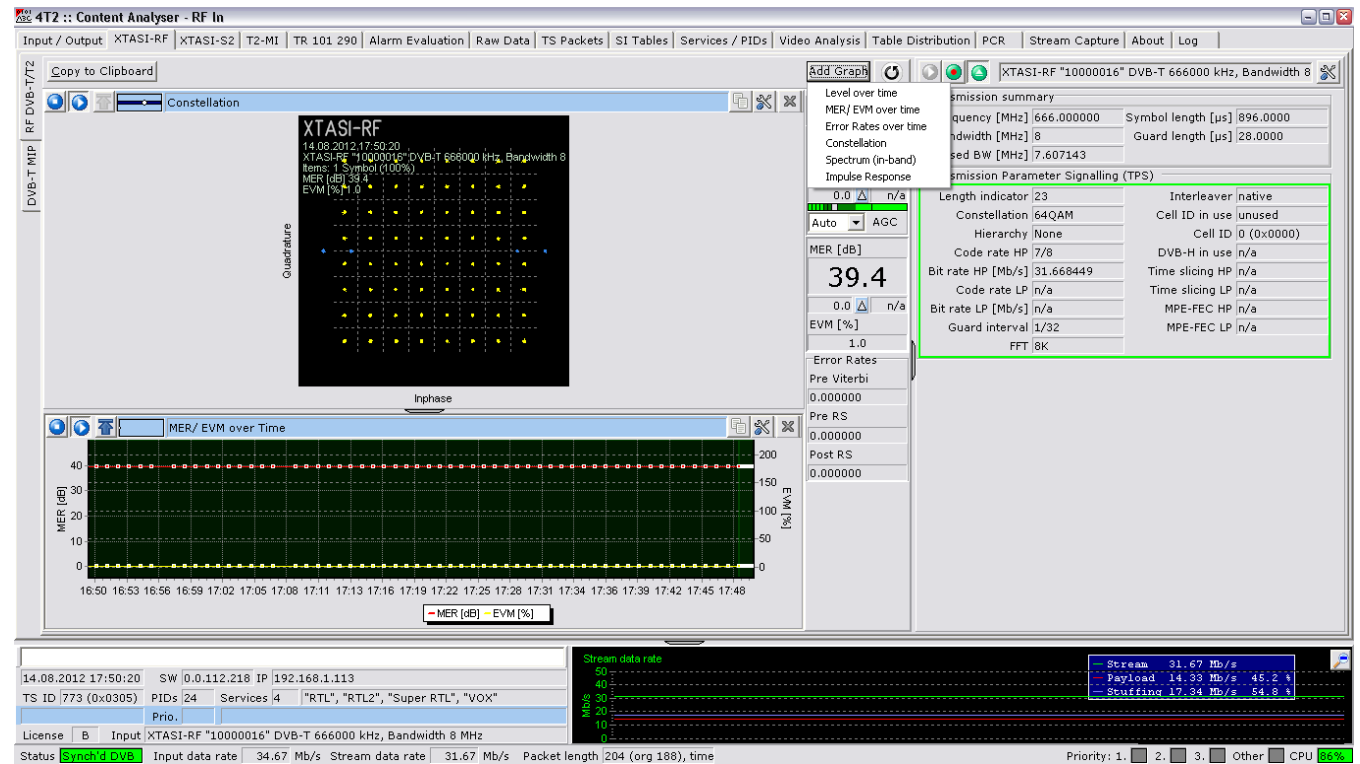 4T2 :: Content Analyser - RF In
Input / Output XTASI-RF XTASI-S2 T2-MI TR 101 290 Alarm Evaluation Raw Data TS Packets SI Tables Services / PIDs Video Analysis Table Distribution PCR Stream Capture About Log
RF DVB-T/T2
DVB-T MIP
Copy to Clipboard
Add Graph
XTASI-RF "10000016" DVB-T 666000 kHz, Bandwidth 8
Level over time
MER/ EVM over time
Error Rates over time
Constellation
Spectrum (in-band)
Impulse Response
Constellation
XTASI-RF
14.08.2012,17:50:20
XTASI-RF "10000016" DVB-T 666000 kHz, Bandwidth 8
Items: 1 Symbol (100%)
MER [dB] 39.4
EVM [%] 1.0
Quadrature
Inphase
0.0 n/a
Auto AGC
MER [dB]
39.4
0.0 n/a
EVM [%]
1.0
Error Rates
Pre Viterbi
0.000000
Pre RS
0.000000
Post RS
0.000000
smission summary
quency [MHz] 666.000000 Symbol length [µs] 896.0000
ndwidth [MHz] 8 Guard length [µs] 28.0000
sed BW [MHz] 7.607143
smission Parameter Signalling (TPS)
Length indicator 23 Interleaver native
Constellation 64QAM Cell ID in use unused
Hierarchy None Cell ID 0 (0x0000)
Code rate HP 7/8 DVB-H in use n/a
Bit rate HP [Mb/s] 31.668449 Time slicing HP n/a
Code rate LP n/a Time slicing LP n/a
Bit rate LP [Mb/s] n/a MPE-FEC HP n/a
Guard interval 1/32 MPE-FEC LP n/a
FFT 8K
MER/ EVM over Time
MER [dB]
40
30
20
10
0
200
150
100
50
0
EVM [%]
16:50 16:53 16:56 16:59 17:02 17:05 17:08 17:11 17:13 17:16 17:19 17:22 17:25 17:28 17:31 17:34 17:36 17:39 17:42 17:45 17:48
MER [dB] EVM [%]
14.08.2012 17:50:20 SW 0.0.112.218 IP 192.168.1.113
TS ID 773 (0x0305) PIDs 24 Services 4 "RTL", "RTL2", "Super RTL", "VOX"
Prio.
License B Input XTASI-RF "10000016" DVB-T 666000 kHz, Bandwidth 8 MHz
Stream data rate
Mb/s
50
40
30
20
10
0
Stream 31.67 Mb/s
Payload 14.33 Mb/s 45.2 %
Stuffing 17.34 Mb/s 54.8 %
Status Synch'd DVB Input data rate 34.67 Mb/s Stream data rate 31.67 Mb/s Packet length 204 (org 188), time
Priority: 1. 2. 3. Other CPU 86%